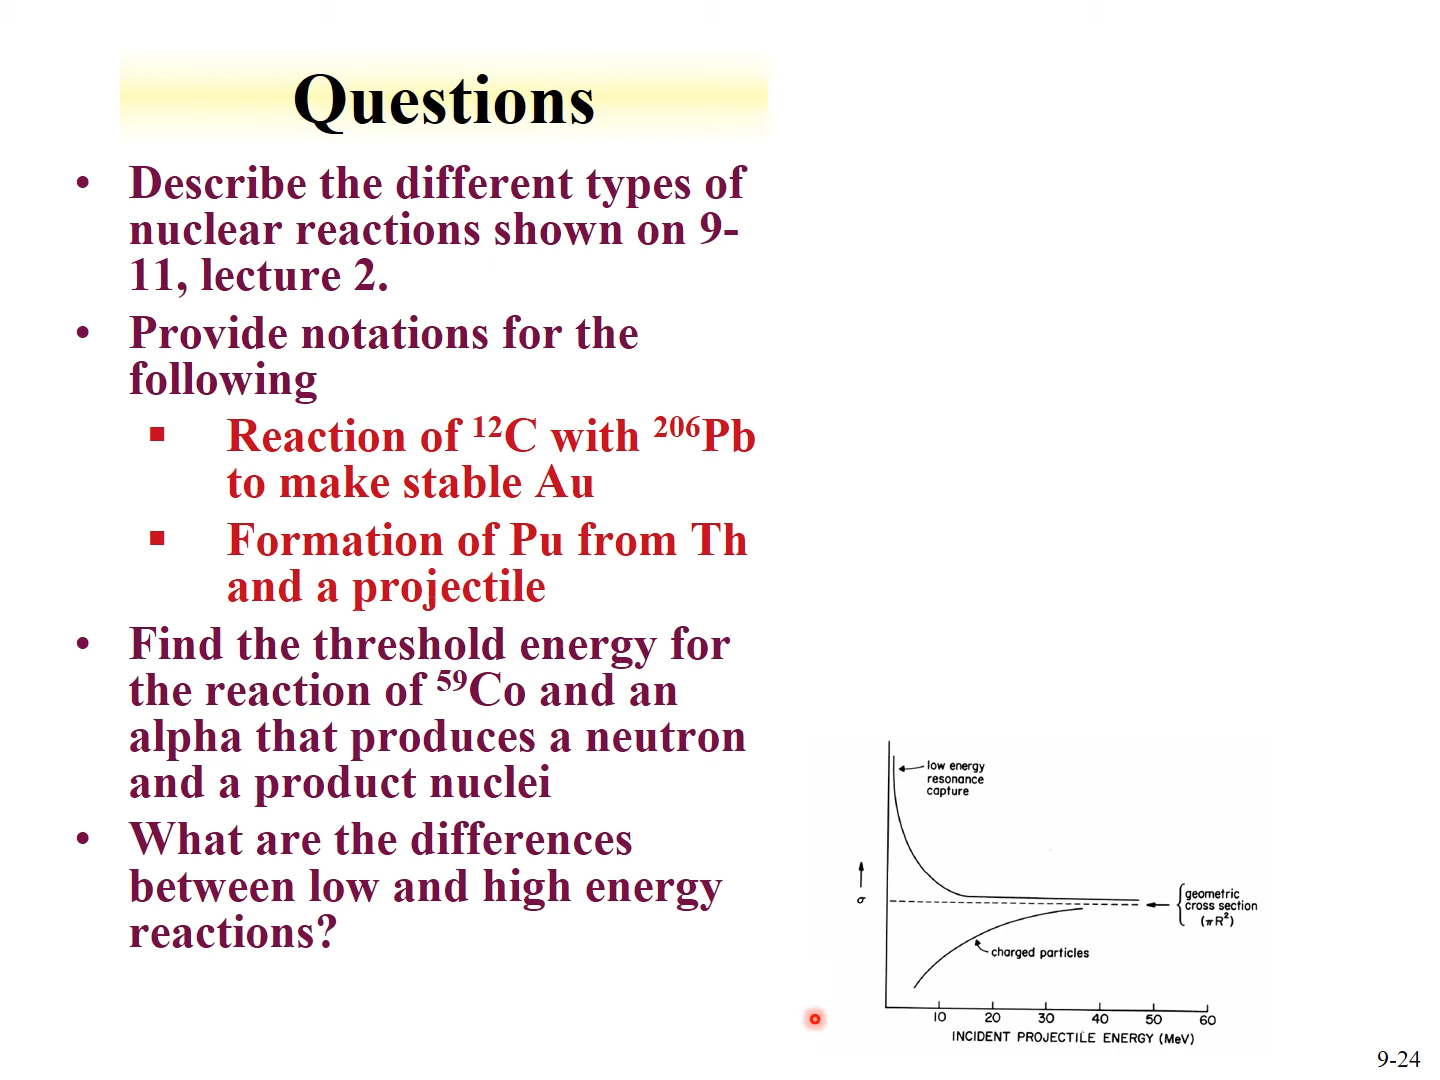 Questions
• Describe the different types of
nuclear reactions shown on 9-
11, lecture 2.
• Provide notations for the
following
▪ Reaction of ¹²C with ²⁰⁶Pb
to make stable Au
▪ Formation of Pu from Th
and a projectile
• Find the threshold energy for
the reaction of ⁵⁹Co and an
alpha that produces a neutron
and a product nuclei
• What are the differences
between low and high energy
reactions?
low energy
resonance
capture
σ
geometric
cross section
(πR²)
charged particles
10 20 30 40 50 60
INCIDENT PROJECTILE ENERGY (MeV)
9-24